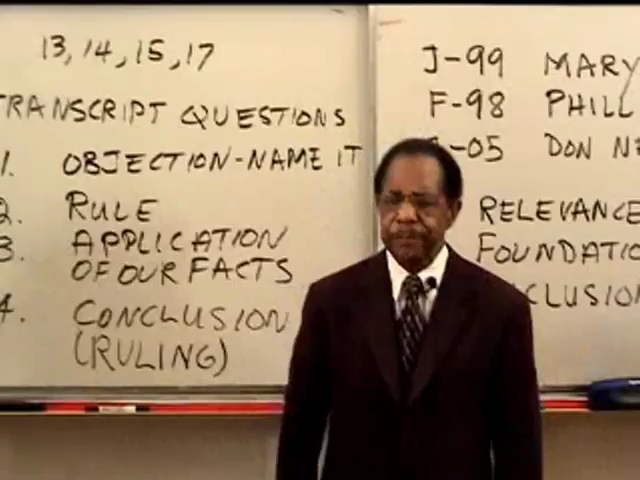 13, 14, 15, 17
TRANSCRIPT QUESTIONS
1. OBJECTION-NAME IT
2. RULE
3. APPLICATION
OF OUR FACTS
4. CONCLUSION
(RULING)
J-99 MARY
F-98 PHILL
-05 DON NE
RELEVANCE
FOUNDATIO
CLUSION